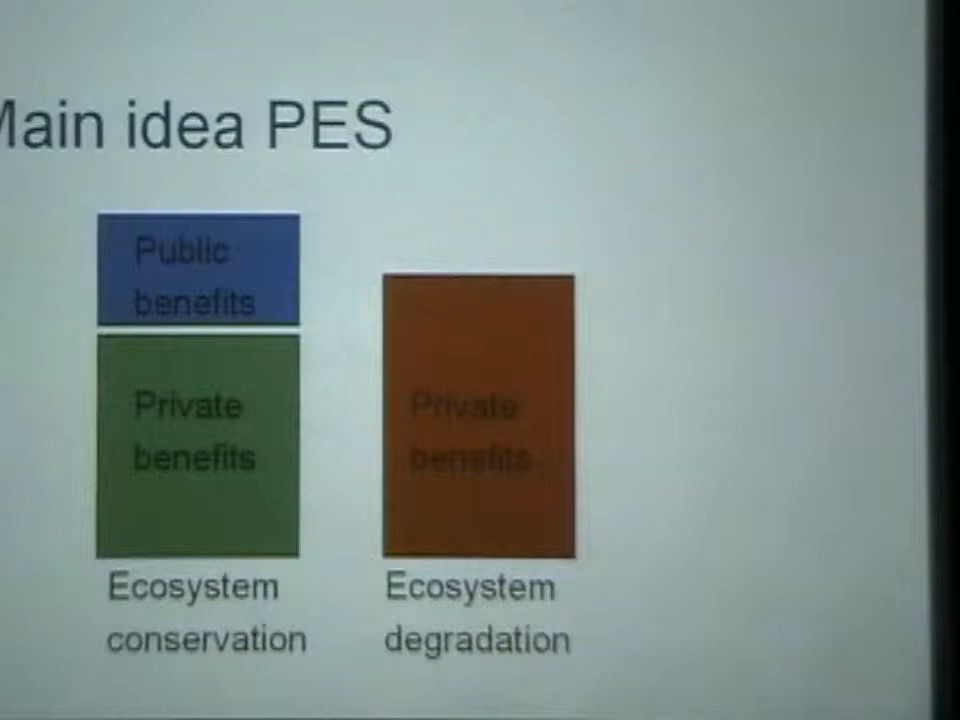 Main idea PES
Public
benefits
Private
benefits
Private
benefits
Ecosystem
conservation
Ecosystem
degradation